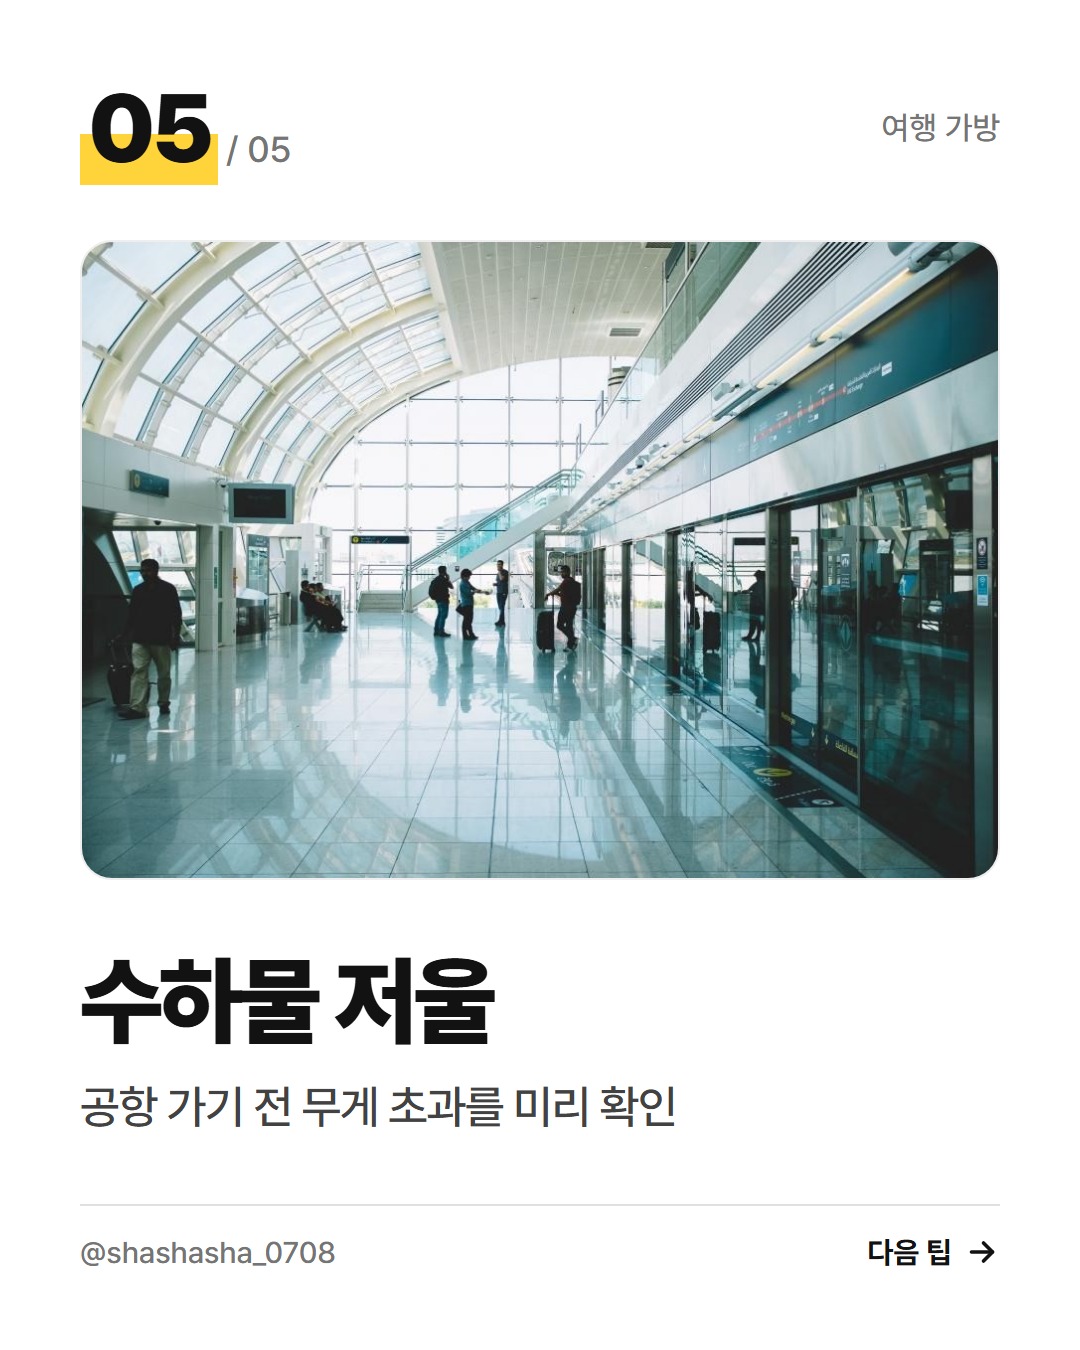 05 / 05
여행 가방
수하물 저울
공항 가기 전 무게 초과를 미리 확인
@shashasha_0708
다음 팁 →